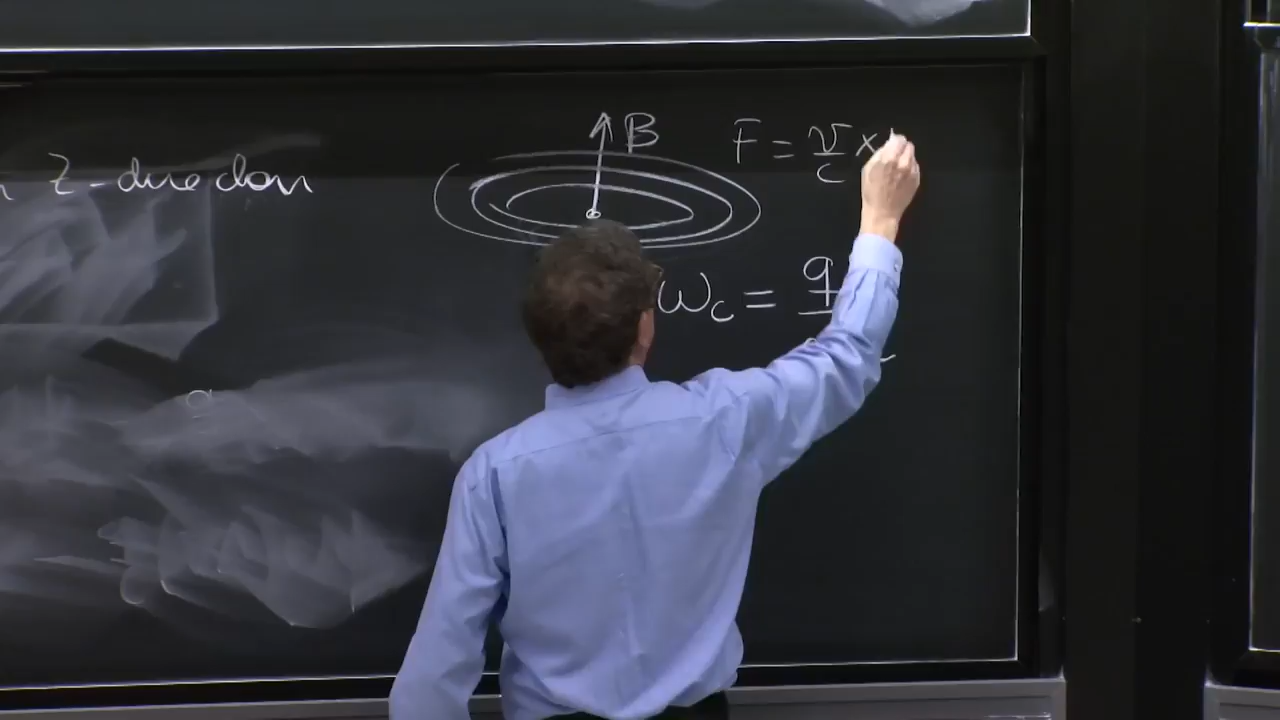 z-direction
B
F = v/c ×
ω_c = q